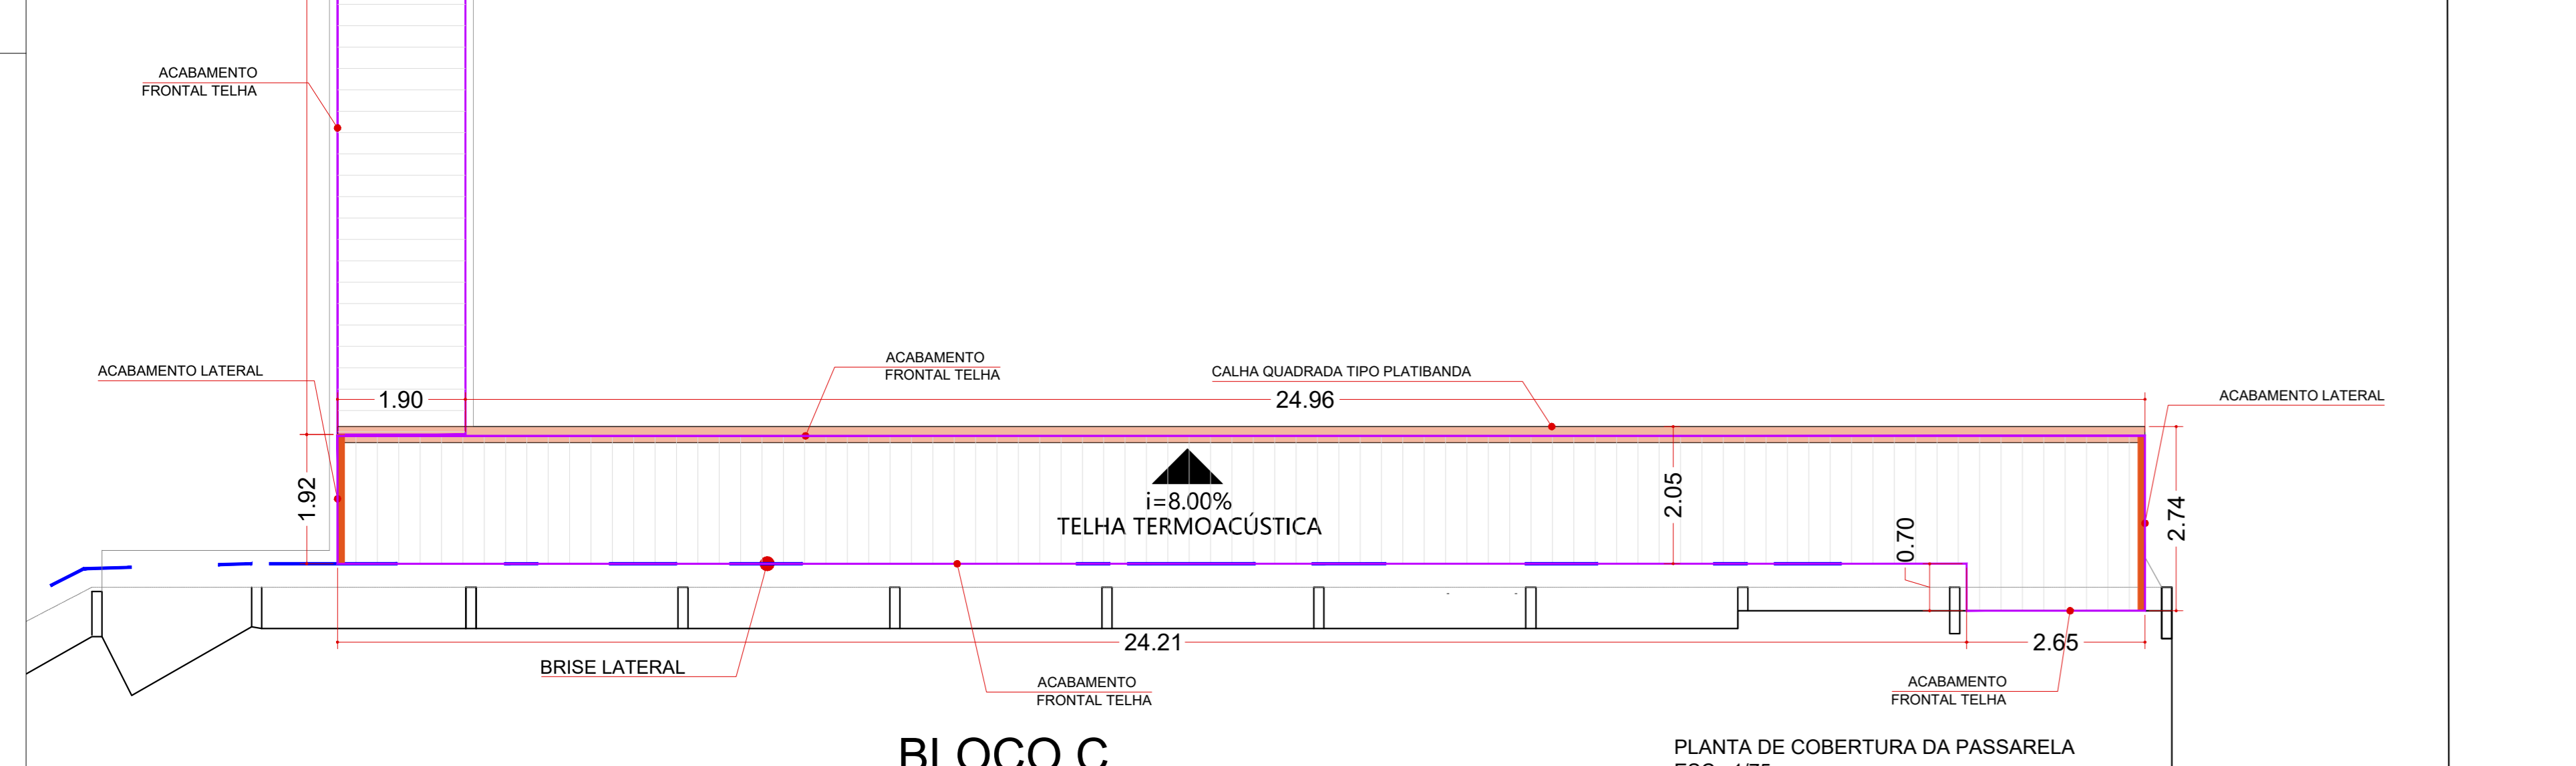 ACABAMENTO
FRONTAL TELHA
ACABAMENTO LATERAL
ACABAMENTO
FRONTAL TELHA
CALHA QUADRADA TIPO PLATIBANDA
ACABAMENTO LATERAL
1.90
24.96
1.92
i=8.00%
TELHA TERMOACÚSTICA
2.05
0.70
2.74
24.21
2.65
BRISE LATERAL
ACABAMENTO
FRONTAL TELHA
ACABAMENTO
FRONTAL TELHA
BLOCO C
PLANTA DE COBERTURA DA PASSARELA